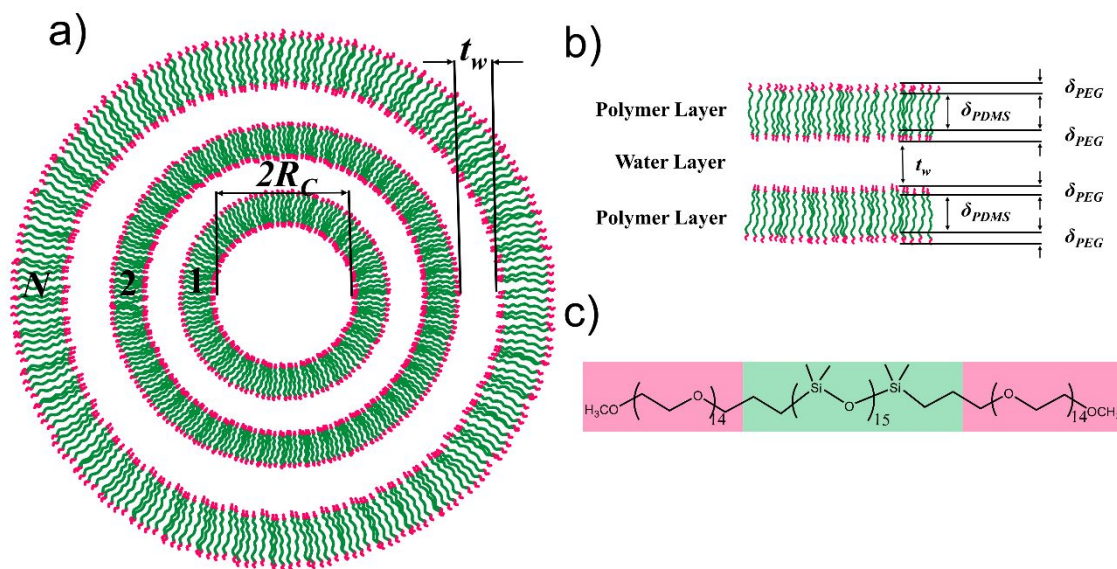 a)
t_w
2R_C
N
2
1
b)
Polymer Layer
Water Layer
Polymer Layer
δ_PEG
δ_PDMS
δ_PEG
t_w
δ_PEG
δ_PDMS
δ_PEG
c)
H₃CO
O
14
Si
O
Si
15
O
14
OCH₃